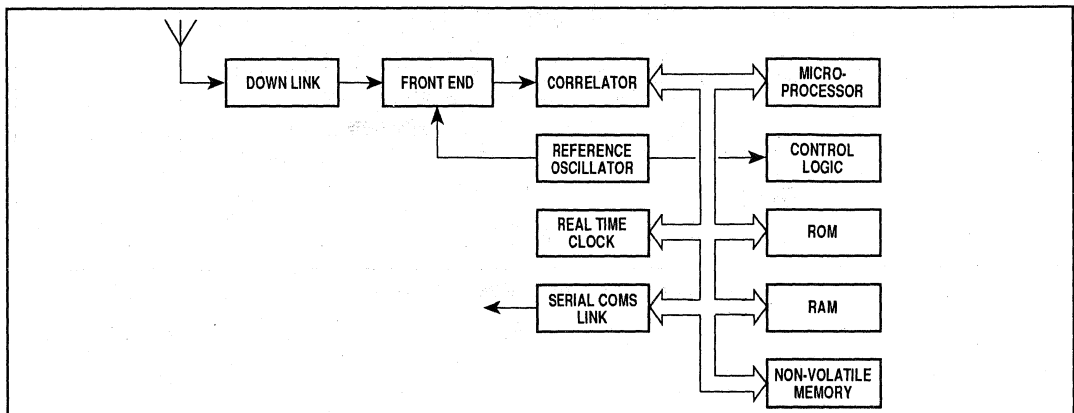 DOWN LINK
FRONT END
CORRELATOR
MICRO-
PROCESSOR
REFERENCE
OSCILLATOR
CONTROL
LOGIC
REAL TIME
CLOCK
ROM
SERIAL COMS
LINK
RAM
NON-VOLATILE
MEMORY